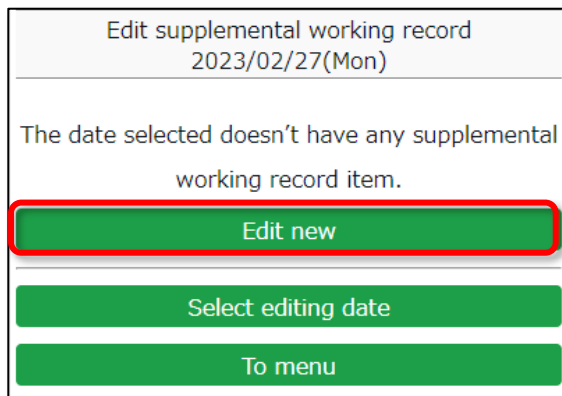 Edit supplemental working record
2023/02/27(Mon)
The date selected doesn’t have any supplemental
working record item.
Edit new
Select editing date
To menu